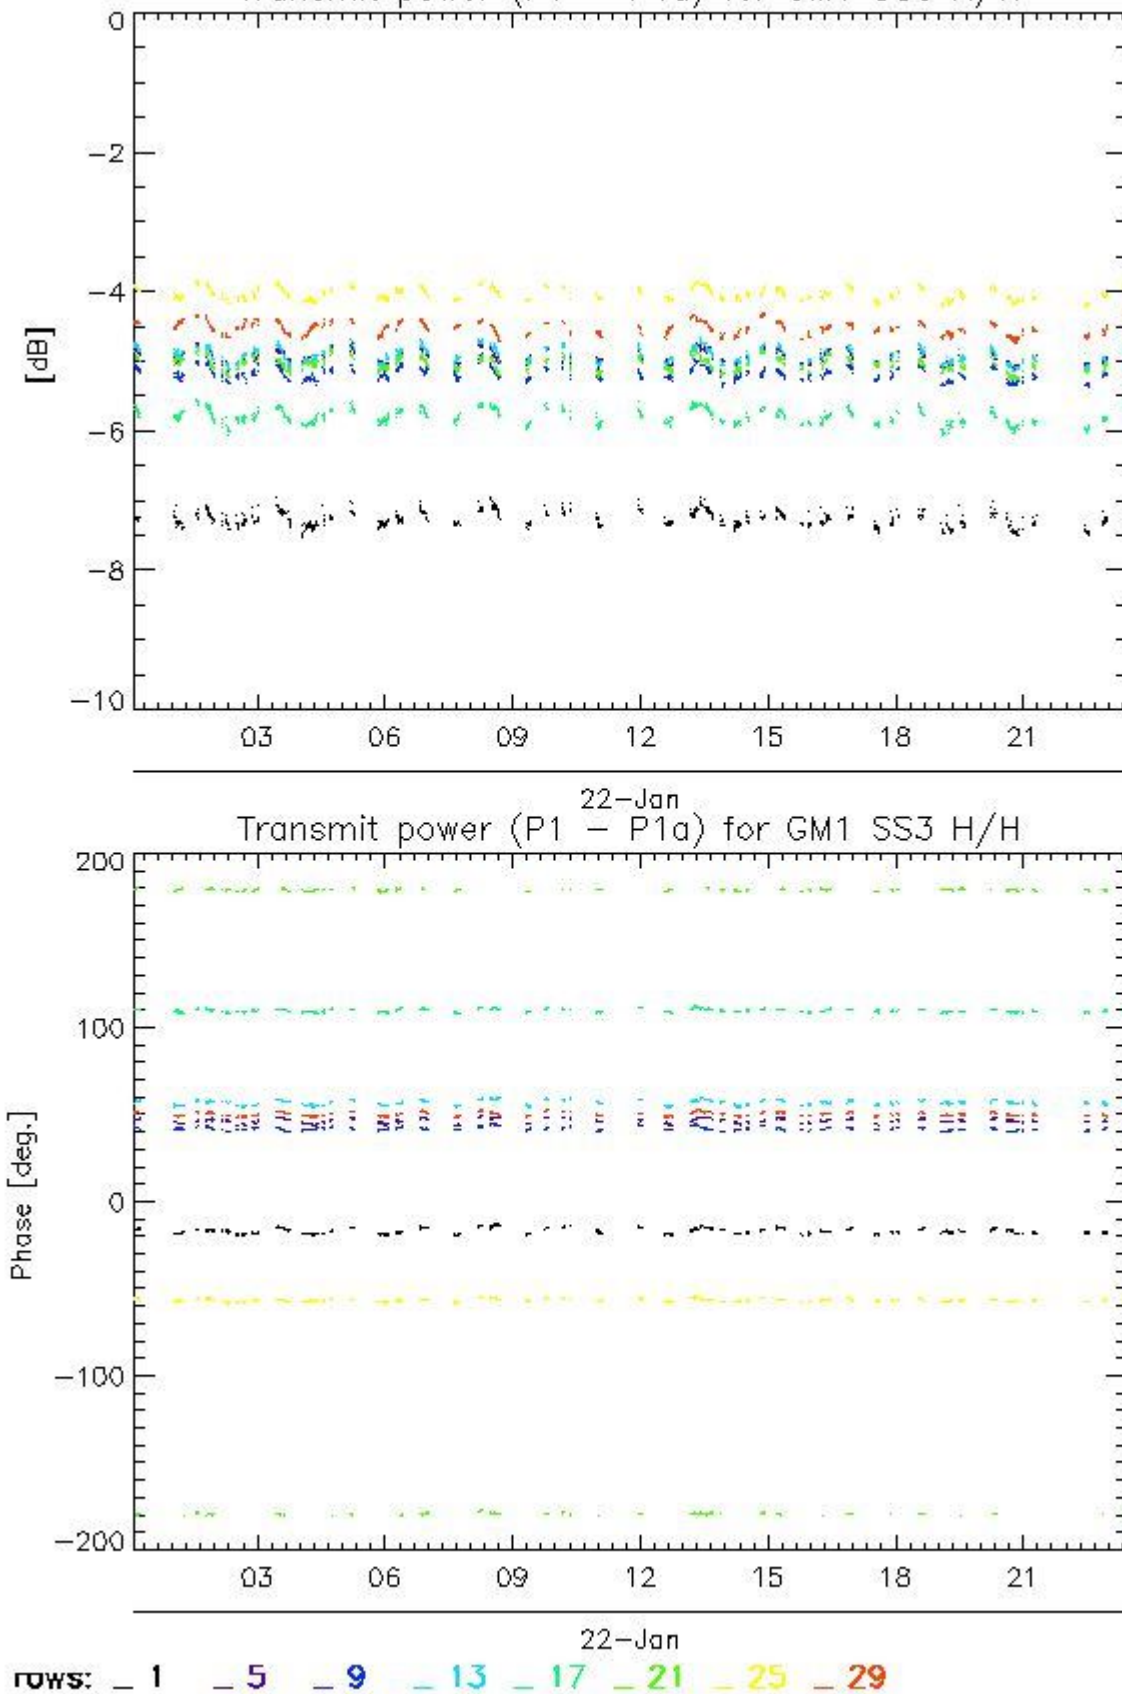 0
−2
−4
−6
−8
−10
[dB]
03 06 09 12 15 18 21
22-Jan
Transmit power (P1 − P1a) for GM1 SS3 H/H
200
100
0
−100
−200
Phase [deg.]
03 06 09 12 15 18 21
22-Jan
rows: _ 1 _ 5 _ 9 _ 13 _ 17 _ 21 _ 25 _ 29